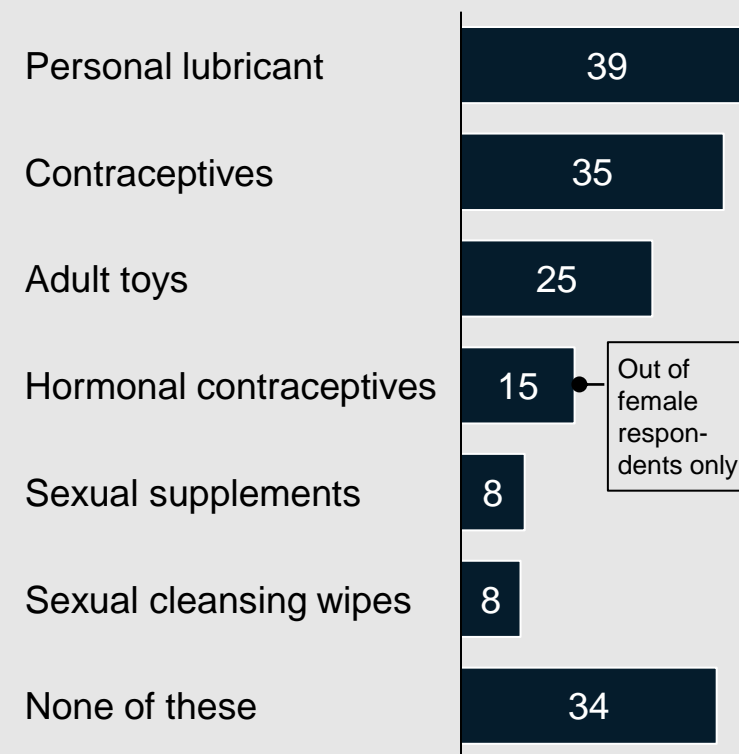 Personal lubricant 39
Contraceptives 35
Adult toys 25
Hormonal contraceptives 15
Out of
female
respon-
dents only
Sexual supplements 8
Sexual cleansing wipes 8
None of these 34